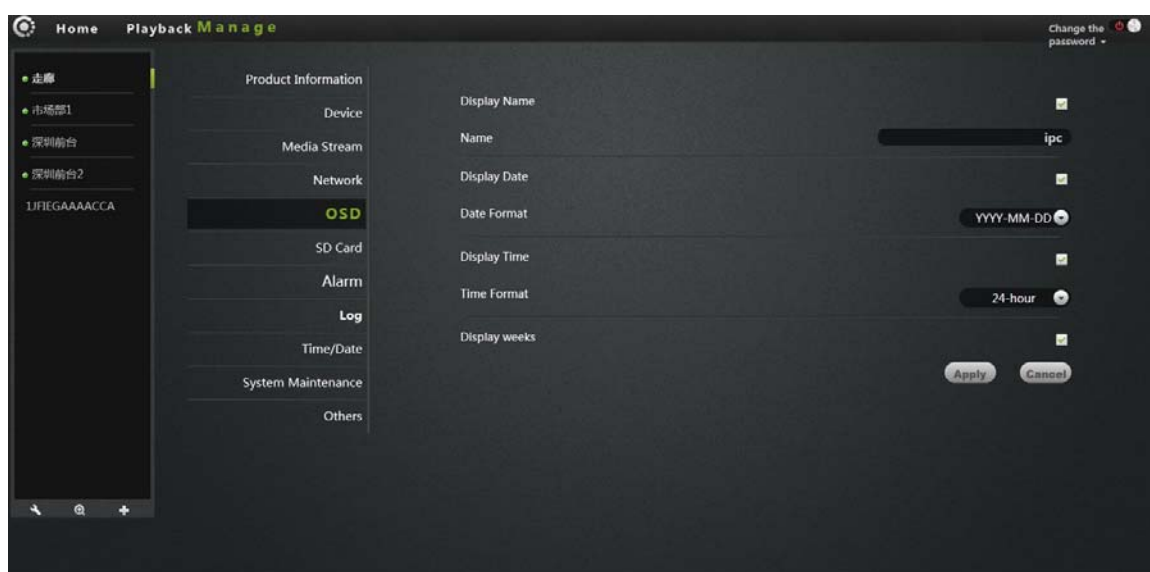 Home Playback Manage
Change the
password
走廊
市场部1
深圳前台
深圳前台2
1JFIEGAAAACCA
Product Information
Device
Media Stream
Network
OSD
SD Card
Alarm
Log
Time/Date
System Maintenance
Others
Display Name
Name ipc
Display Date
Date Format YYYY-MM-DD
Display Time
Time Format 24-hour
Display weeks
Apply Cancel